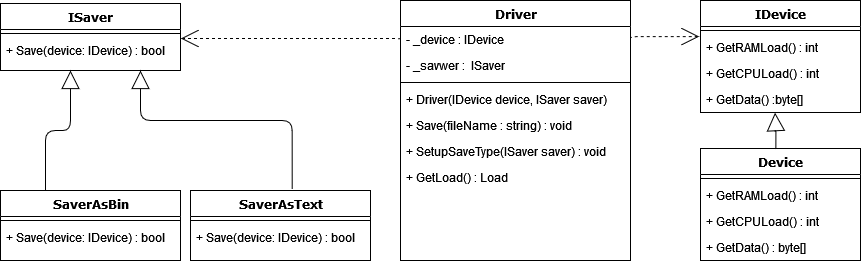 ISaver
+ Save(device: IDevice) : bool
SaverAsBin
+ Save(device: IDevice) : bool
SaverAsText
+ Save(device: IDevice) : bool
Driver
- _device : IDevice
- _savwer : ISaver
+ Driver(IDevice device, ISaver saver)
+ Save(fileName : string) : void
+ SetupSaveType(ISaver saver) : void
+ GetLoad() : Load
IDevice
+ GetRAMLoad() : int
+ GetCPULoad() : int
+ GetData() :byte[]
Device
+ GetRAMLoad() : int
+ GetCPULoad() : int
+ GetData() : byte[]